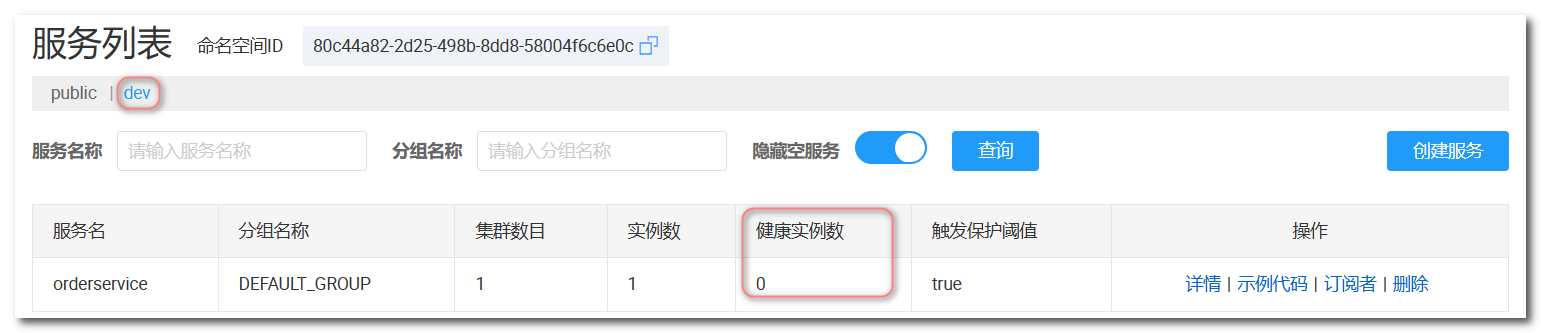 服务列表 命名空间ID 80c44a82-2d25-498b-8dd8-58004f6c6e0c
public | dev
服务名称 请输入服务名称 分组名称 请输入分组名称 隐藏空服务 查询 创建服务
服务名 分组名称 集群数目 实例数 健康实例数 触发保护阈值 操作
orderservice DEFAULT_GROUP 1 1 0 true 详情 | 示例代码 | 订阅者 | 删除